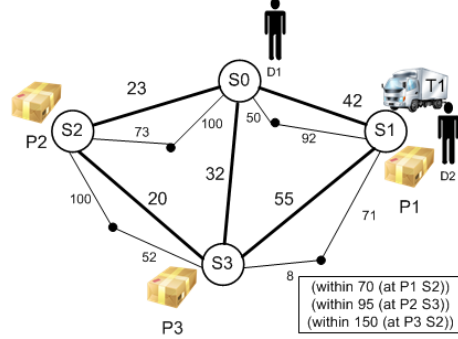 D1
23
S0
42
T1
S2
P2
73
100
50
92
S1
D2
P1
32
100
20
55
71
52
S3
8
P3
(within 70 (at P1 S2))
(within 95 (at P2 S3))
(within 150 (at P3 S2))